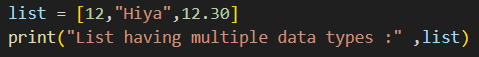 list = [12,"Hiya",12.30]
print("List having multiple data types :" ,list)